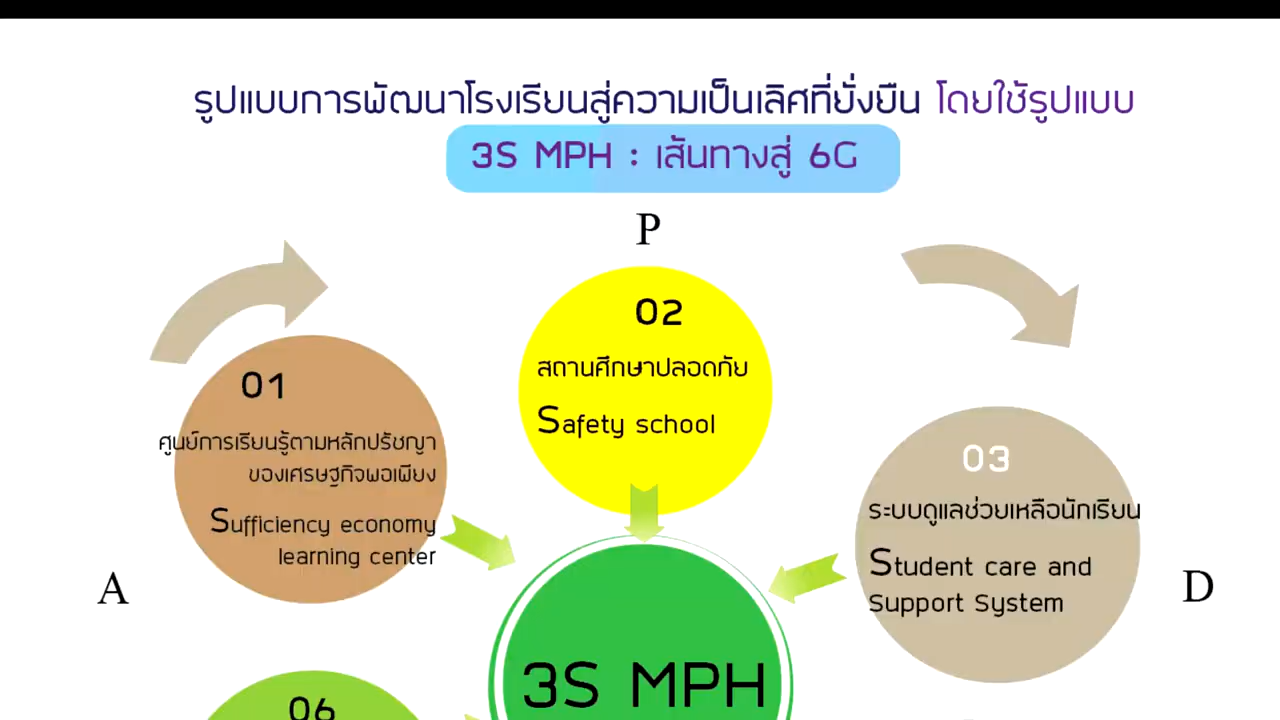 รูปแบบการพัฒนาโรงเรียนสู่ความเป็นเลิศที่ยั่งยืน โดยใช้รูปแบบ
3S MPH : เส้นทางสู่ 6G
P
02
สถานศึกษาปลอดภัย
Safety school
01
ศูนย์การเรียนรู้ตามหลักปรัชญา
ของเศรษฐกิจพอเพียง
Sufficiency economy
learning center
03
ระบบดูแลช่วยเหลือนักเรียน
Student care and
Support System
A
D
3S MPH
06